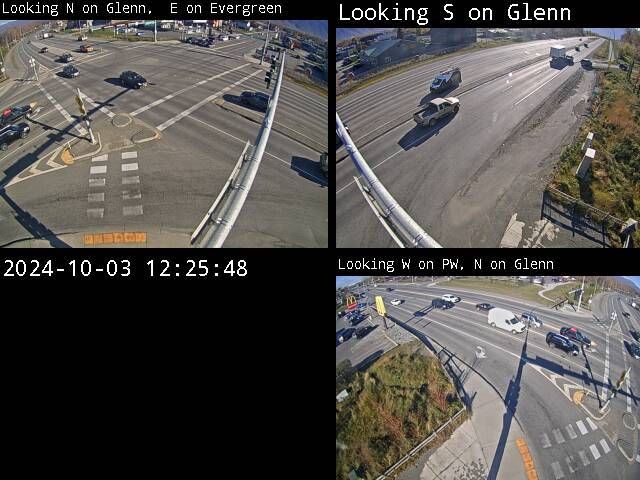 Looking N on Glenn,  E on Evergreen
Looking S on Glenn
2024-10-03 12:25:48
Looking W on PW, N on Glenn